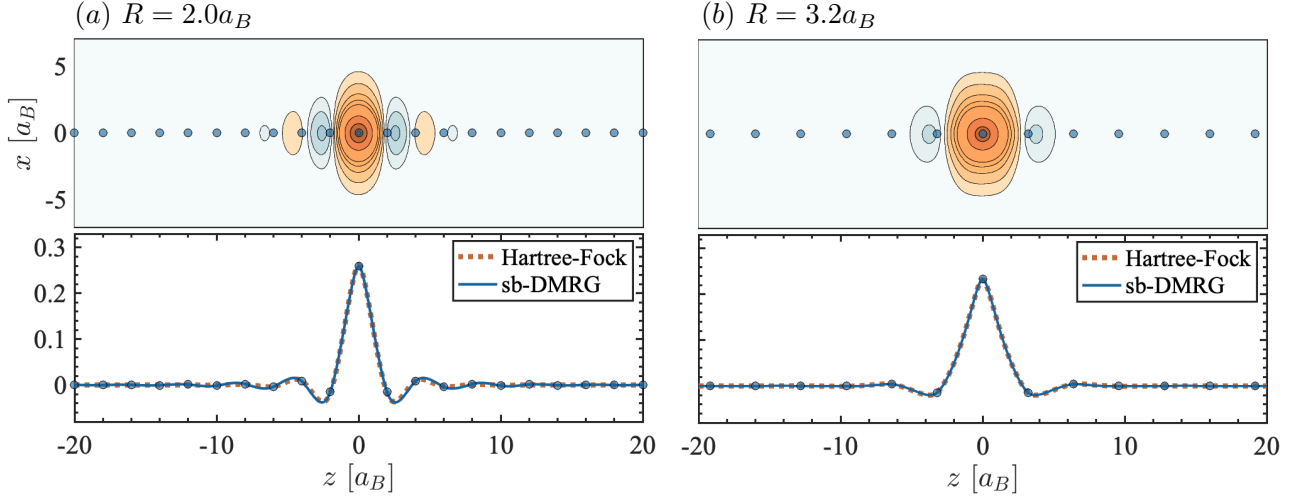 (a) R = 2.0a_B
(b) R = 3.2a_B
x [a_B]
5
0
-5
0.3
0.2
0.1
0
Hartree-Fock
sb-DMRG
Hartree-Fock
sb-DMRG
-20
-10
0
10
20
-20
-10
0
10
20
z [a_B]
z [a_B]